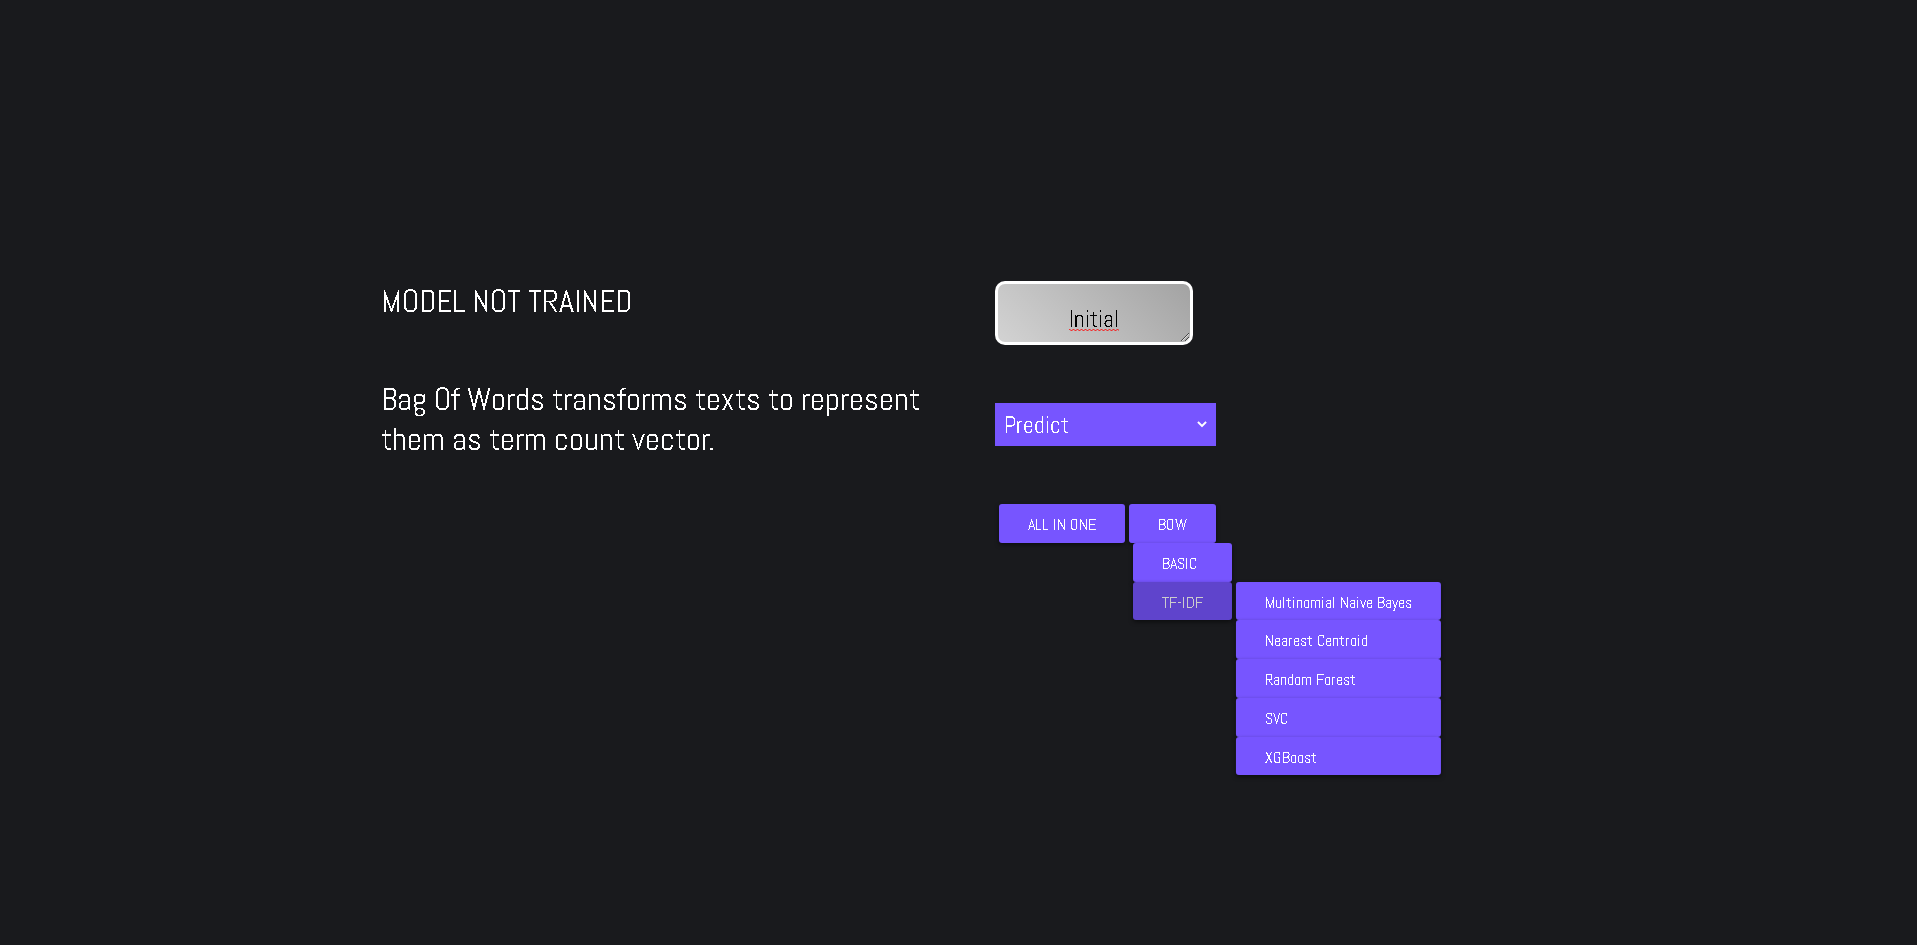 MODEL NOT TRAINED
Initial
Bag Of Words transforms texts to represent
them as term count vector.
Predict
ALL IN ONE
BOW
BASIC
TF-IDF
Multinomial Naive Bayes
Nearest Centroid
Random Forest
SVC
XGBoost